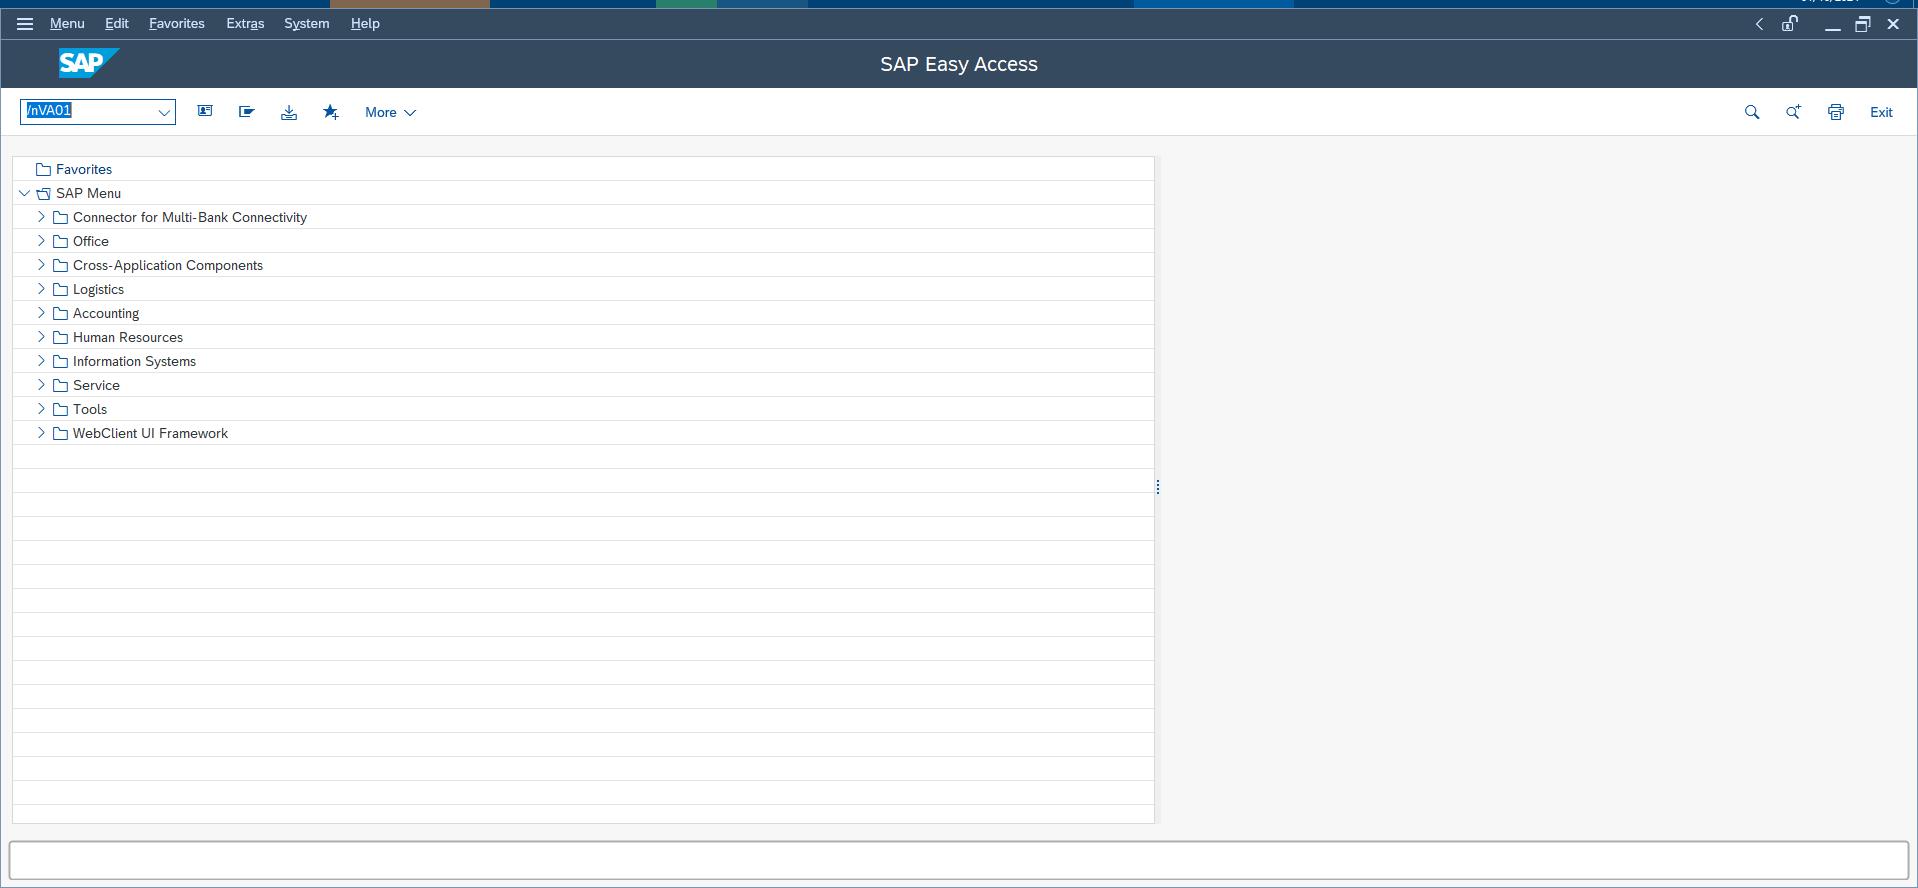 Menu Edit Favorites Extras System Help
SAP SAP Easy Access
/nVA01 More Exit
Favorites
SAP Menu
Connector for Multi-Bank Connectivity
Office
Cross-Application Components
Logistics
Accounting
Human Resources
Information Systems
Service
Tools
WebClient UI Framework